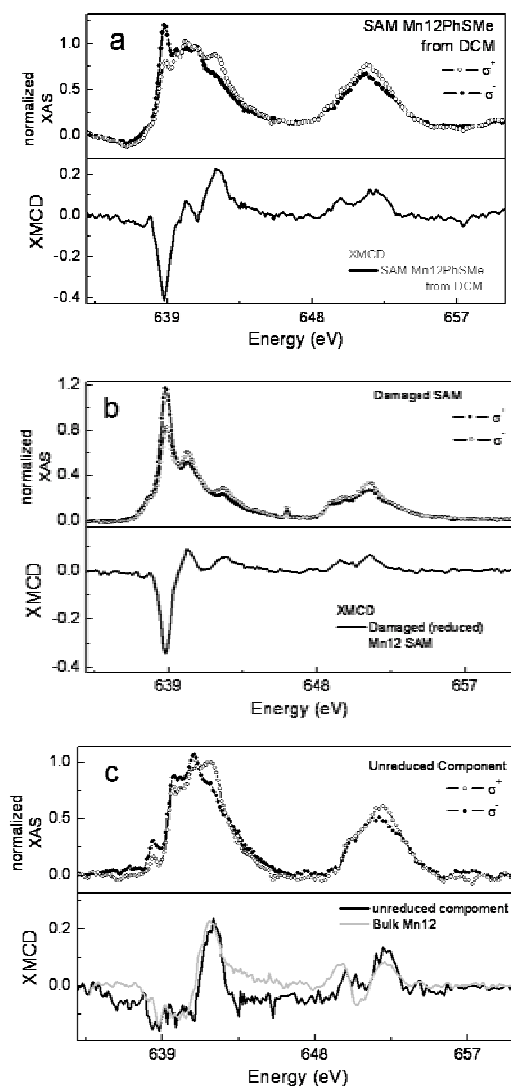 a
SAM Mn12PhSMe
from DCM
σ+
σ-
normalized
XAS
1.0
0.5
0.0
XMCD
0.2
0.0
-0.2
-0.4
XMCD
SAM Mn12PhSMe
from DCM
639
648
657
Energy (eV)
b
Damaged SAM
σ+
σ-
normalized
XAS
1.2
0.8
0.4
0.0
XMCD
0.0
-0.2
-0.4
XMCD
Damaged (reduced)
Mn12 SAM
639
648
657
Energy (eV)
c
Unreduced Component
σ+
σ-
normalized
XAS
1.0
0.5
0.0
XMCD
0.2
0.0
unreduced component
Bulk Mn12
639
648
657
Energy (eV)